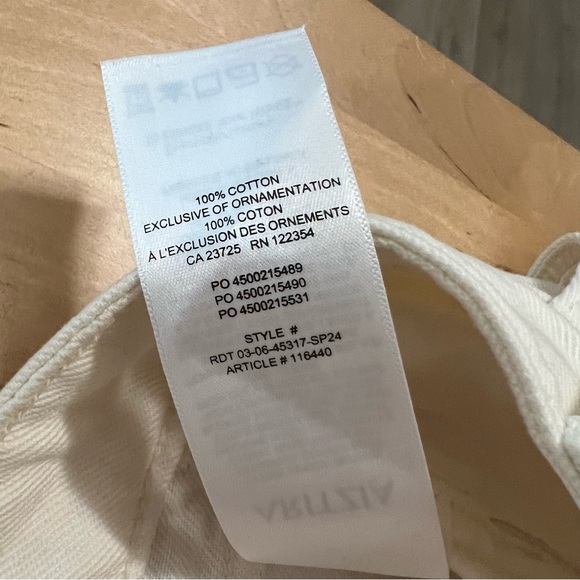 100% COTTON
EXCLUSIVE OF ORNAMENTATION
100% COTON
À L'EXCLUSION DES ORNEMENTS
CA 23725 RN 122354
PO 4500215489
PO 4500215490
PO 4500215531
STYLE #
RDT 03-06-45317-SP24
ARTICLE # 116440
ARITZIA